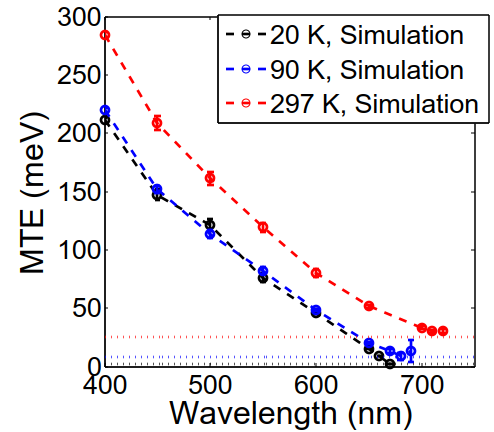 300
250
200
150
100
50
0
MTE (meV)
20 K, Simulation
90 K, Simulation
297 K, Simulation
400 500 600 700
Wavelength (nm)